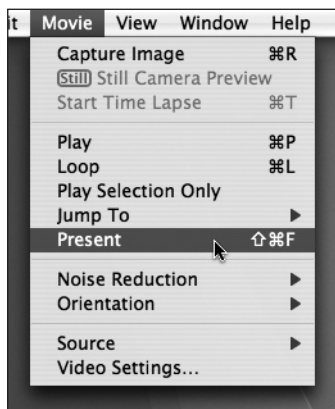 it Movie View Window Help
Capture Image ⌘R
Still Still Camera Preview
Start Time Lapse ⌘T
Play ⌘P
Loop ⌘L
Play Selection Only
Jump To ▶
Present ⇧⌘F
Noise Reduction ▶
Orientation ▶
Source ▶
Video Settings...